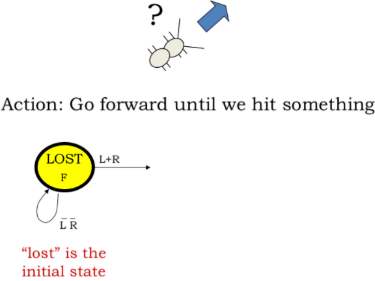 ?
Action: Go forward until we hit something
LOST
F
L+R
L̅ R̅
“lost” is the
initial state